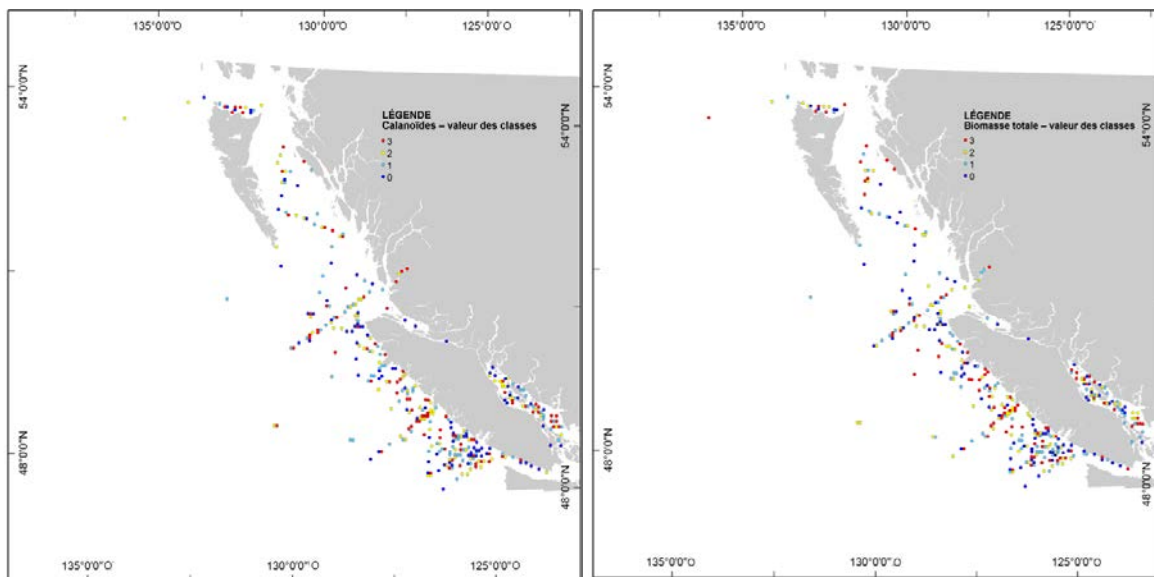 135°0'0"O
130°0'0"O
125°0'0"O
54°0'0"N
54°0'0"N
LÉGENDE
Calanoïdes – valeur des classes
3
2
1
0
48°0'0"N
48°0'0"N
135°0'0"O
130°0'0"O
125°0'0"O
135°0'0"O
130°0'0"O
125°0'0"O
54°0'0"N
54°0'0"N
LÉGENDE
Biomasse totale – valeur des classes
3
2
1
0
48°0'0"N
48°0'0"N
135°0'0"O
130°0'0"O
125°0'0"O